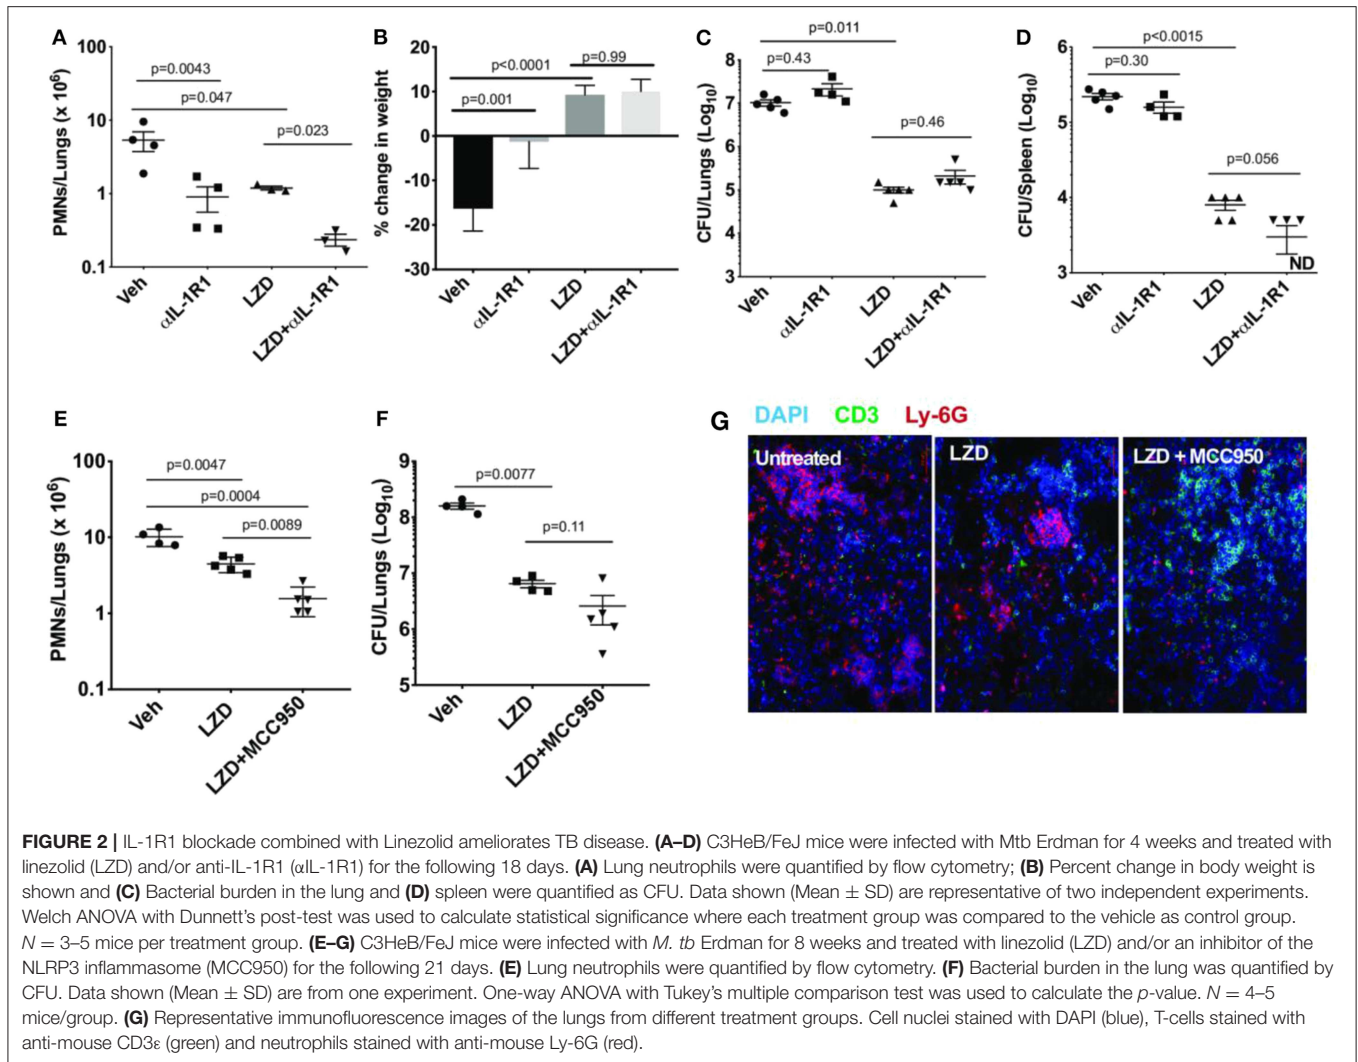 A
PMNs/Lungs (x 10⁶)
100
10
1
0.1
p=0.0043
p=0.047
p=0.023
Veh
αIL-1R1
LZD
LZD+αIL-1R1
B
% change in weight
20
10
0
-10
-20
-30
p<0.0001
p=0.99
p=0.001
Veh
αIL-1R1
LZD
LZD+αIL-1R1
C
CFU/Lungs (Log₁₀)
8
7
6
5
4
3
p=0.011
p=0.43
p=0.46
Veh
αIL-1R1
LZD
LZD+αIL-1R1
D
CFU/Spleen (Log₁₀)
6
5
4
3
p<0.0015
p=0.30
p=0.056
ND
Veh
αIL-1R1
LZD
LZD+αIL-1R1
E
PMNs/Lungs (x 10⁶)
100
10
1
0.1
p=0.0047
p=0.0004
p=0.0089
Veh
LZD
LZD+MCC950
F
CFU/Lungs (Log₁₀)
9
8
7
6
5
p=0.0077
p=0.11
Veh
LZD
LZD+MCC950
G
DAPI CD3 Ly-6G
Untreated
LZD
LZD + MCC950
FIGURE 2 | IL-1R1 blockade combined with Linezolid ameliorates TB disease. (A–D) C3HeB/FeJ mice were infected with Mtb Erdman for 4 weeks and treated with
linezolid (LZD) and/or anti-IL-1R1 (αIL-1R1) for the following 18 days. (A) Lung neutrophils were quantified by flow cytometry; (B) Percent change in body weight is
shown and (C) Bacterial burden in the lung and (D) spleen were quantified as CFU. Data shown (Mean ± SD) are representative of two independent experiments.
Welch ANOVA with Dunnett's post-test was used to calculate statistical significance where each treatment group was compared to the vehicle as control group.
N = 3–5 mice per treatment group. (E–G) C3HeB/FeJ mice were infected with M. tb Erdman for 8 weeks and treated with linezolid (LZD) and/or an inhibitor of the
NLRP3 inflammasome (MCC950) for the following 21 days. (E) Lung neutrophils were quantified by flow cytometry. (F) Bacterial burden in the lung was quantified by
CFU. Data shown (Mean ± SD) are from one experiment. One-way ANOVA with Tukey's multiple comparison test was used to calculate the p-value. N = 4–5
mice/group. (G) Representative immunofluorescence images of the lungs from different treatment groups. Cell nuclei stained with DAPI (blue), T-cells stained with
anti-mouse CD3ε (green) and neutrophils stained with anti-mouse Ly-6G (red).